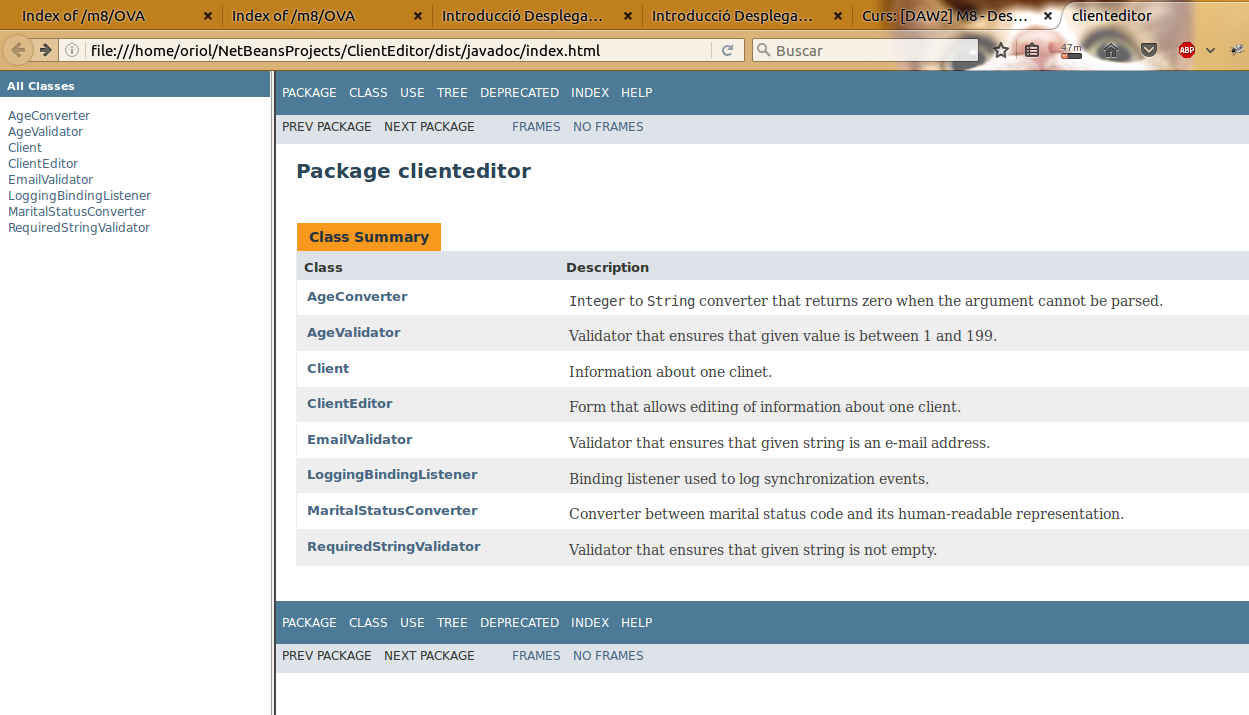 Index of /m8/OVA
Index of /m8/OVA
Introducció Desplega...
Introducció Desplega...
Curs: [DAW2] M8 - Des...
clienteditor
file:///home/oriol/NetBeansProjects/ClientEditor/dist/javadoc/index.html
Buscar
47m
ABP
All Classes
AgeConverter
AgeValidator
Client
ClientEditor
EmailValidator
LoggingBindingListener
MaritalStatusConverter
RequiredStringValidator
PACKAGE CLASS USE TREE DEPRECATED INDEX HELP
PREV PACKAGE NEXT PACKAGE FRAMES NO FRAMES
Package clienteditor
Class Summary
Class Description
AgeConverter Integer to String converter that returns zero when the argument cannot be parsed.
AgeValidator Validator that ensures that given value is between 1 and 199.
Client Information about one clinet.
ClientEditor Form that allows editing of information about one client.
EmailValidator Validator that ensures that given string is an e-mail address.
LoggingBindingListener Binding listener used to log synchronization events.
MaritalStatusConverter Converter between marital status code and its human-readable representation.
RequiredStringValidator Validator that ensures that given string is not empty.
PACKAGE CLASS USE TREE DEPRECATED INDEX HELP
PREV PACKAGE NEXT PACKAGE FRAMES NO FRAMES